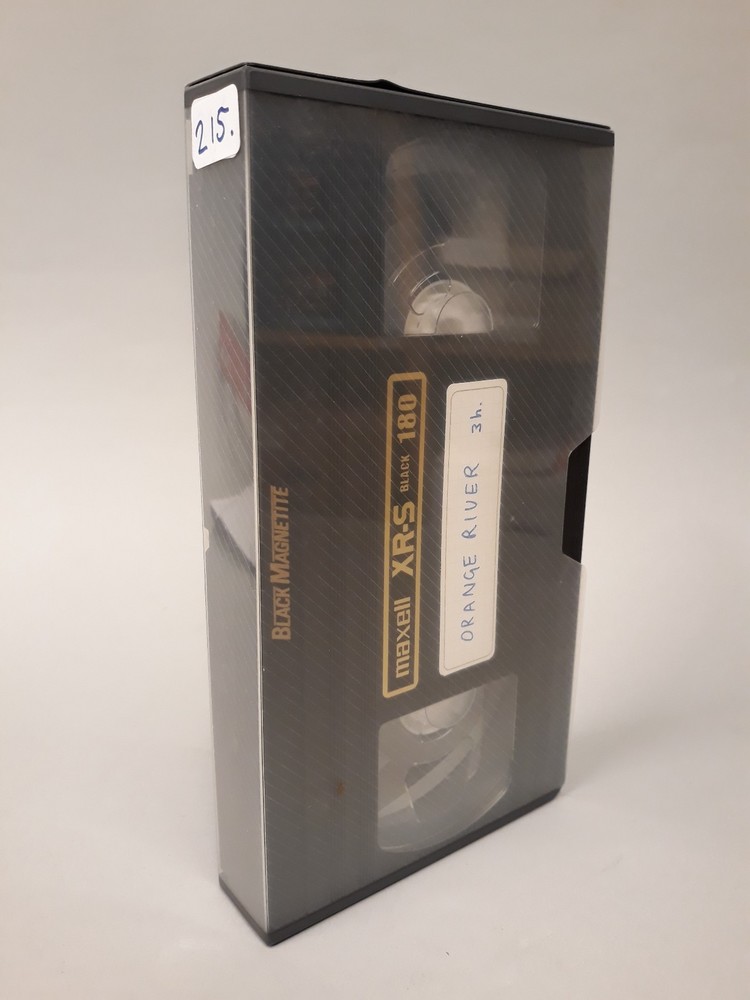 215.
BLACK MAGNETITE
maxell XR-S BLACK 180
ORANGE RIVER 3h.